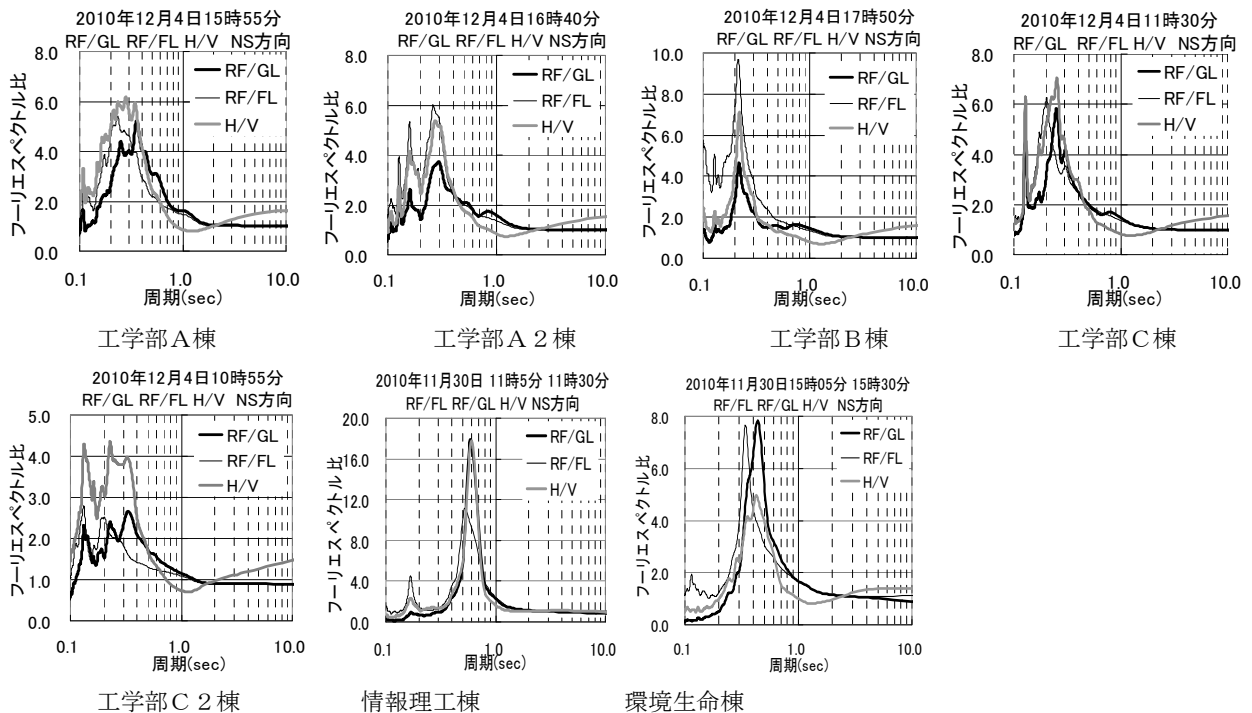 2010年12月4日15時55分
RF/GL RF/FL H/V NS方向
フーリエスペクトル比
8.0
6.0
4.0
2.0
0.0
0.1
1.0
10.0
周期(sec)
RF/GL
RF/FL
H/V
工学部A棟
2010年12月4日16時40分
RF/GL RF/FL H/V NS方向
フーリエスペクトル比
8.0
6.0
4.0
2.0
0.0
0.1
1.0
10.0
周期(sec)
RF/GL
RF/FL
H/V
工学部A2棟
2010年12月4日17時50分
RF/GL RF/FL H/V NS方向
フーリエスペクトル比
10.0
8.0
6.0
4.0
2.0
0.0
0.1
1.0
10.0
周期(sec)
RF/GL
RF/FL
H/V
工学部B棟
2010年12月4日11時30分
RF/GL RF/FL H/V NS方向
フーリエスペクトル比
8.0
6.0
4.0
2.0
0.0
0.1
1.0
10.0
周期(sec)
RF/GL
RF/FL
H/V
工学部C棟
2010年12月4日10時55分
RF/GL RF/FL H/V NS方向
フーリエスペクトル比
5.0
4.0
3.0
2.0
1.0
0.0
0.1
1.0
10.0
周期(sec)
RF/GL
RF/FL
H/V
工学部C2棟
2010年11月30日 11時5分 11時30分
RF/FL RF/GL H/V NS方向
フーリエスペクトル比
20.0
16.0
12.0
8.0
4.0
0.0
0.1
1.0
10.0
周期(sec)
RF/GL
RF/FL
H/V
情報理工棟
2010年11月30日15時05分 15時30分
RF/FL RF/GL H/V NS方向
フーリエスペクトル比
8.0
6.0
4.0
2.0
0.0
0.1
1.0
10.0
周期(sec)
RF/GL
RF/FL
H/V
環境生命棟